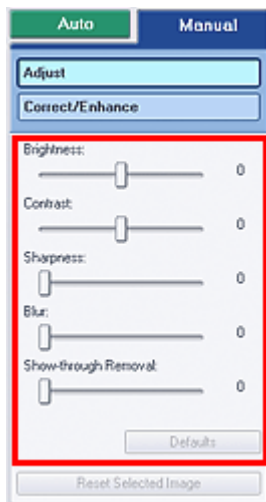 Auto Manual
Adjust
Correct/Enhance
Brightness:
0
Contrast:
0
Sharpness:
0
Blur:
0
Show-through Removal:
0
Defaults
Reset Selected Image